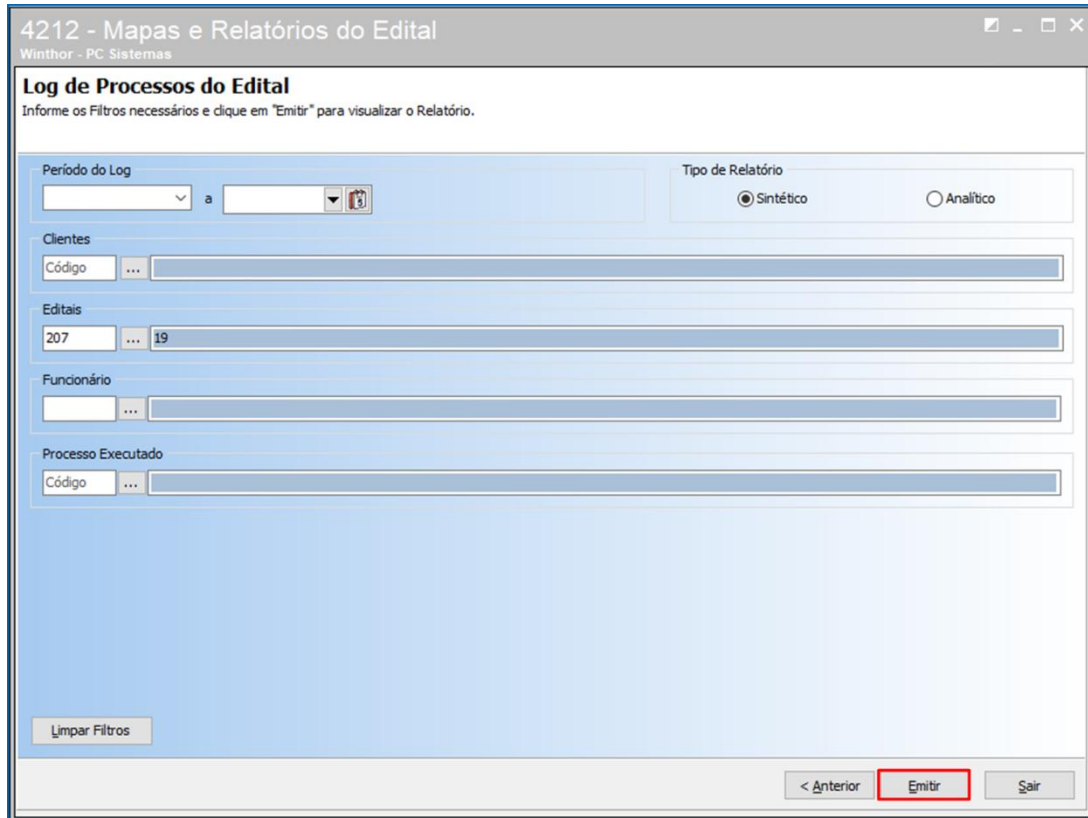 4212 - Mapas e Relatórios do Edital
Winthor - PC Sistemas
Log de Processos do Edital
Informe os Filtros necessários e clique em "Emitir" para visualizar o Relatório.
Período do Log
a
Tipo de Relatório
Sintético Analítico
Clientes
Código ...
Editais
207 ... 19
Funcionário
...
Processo Executado
Código ...
Limpar Filtros
< Anterior Emitir Sair